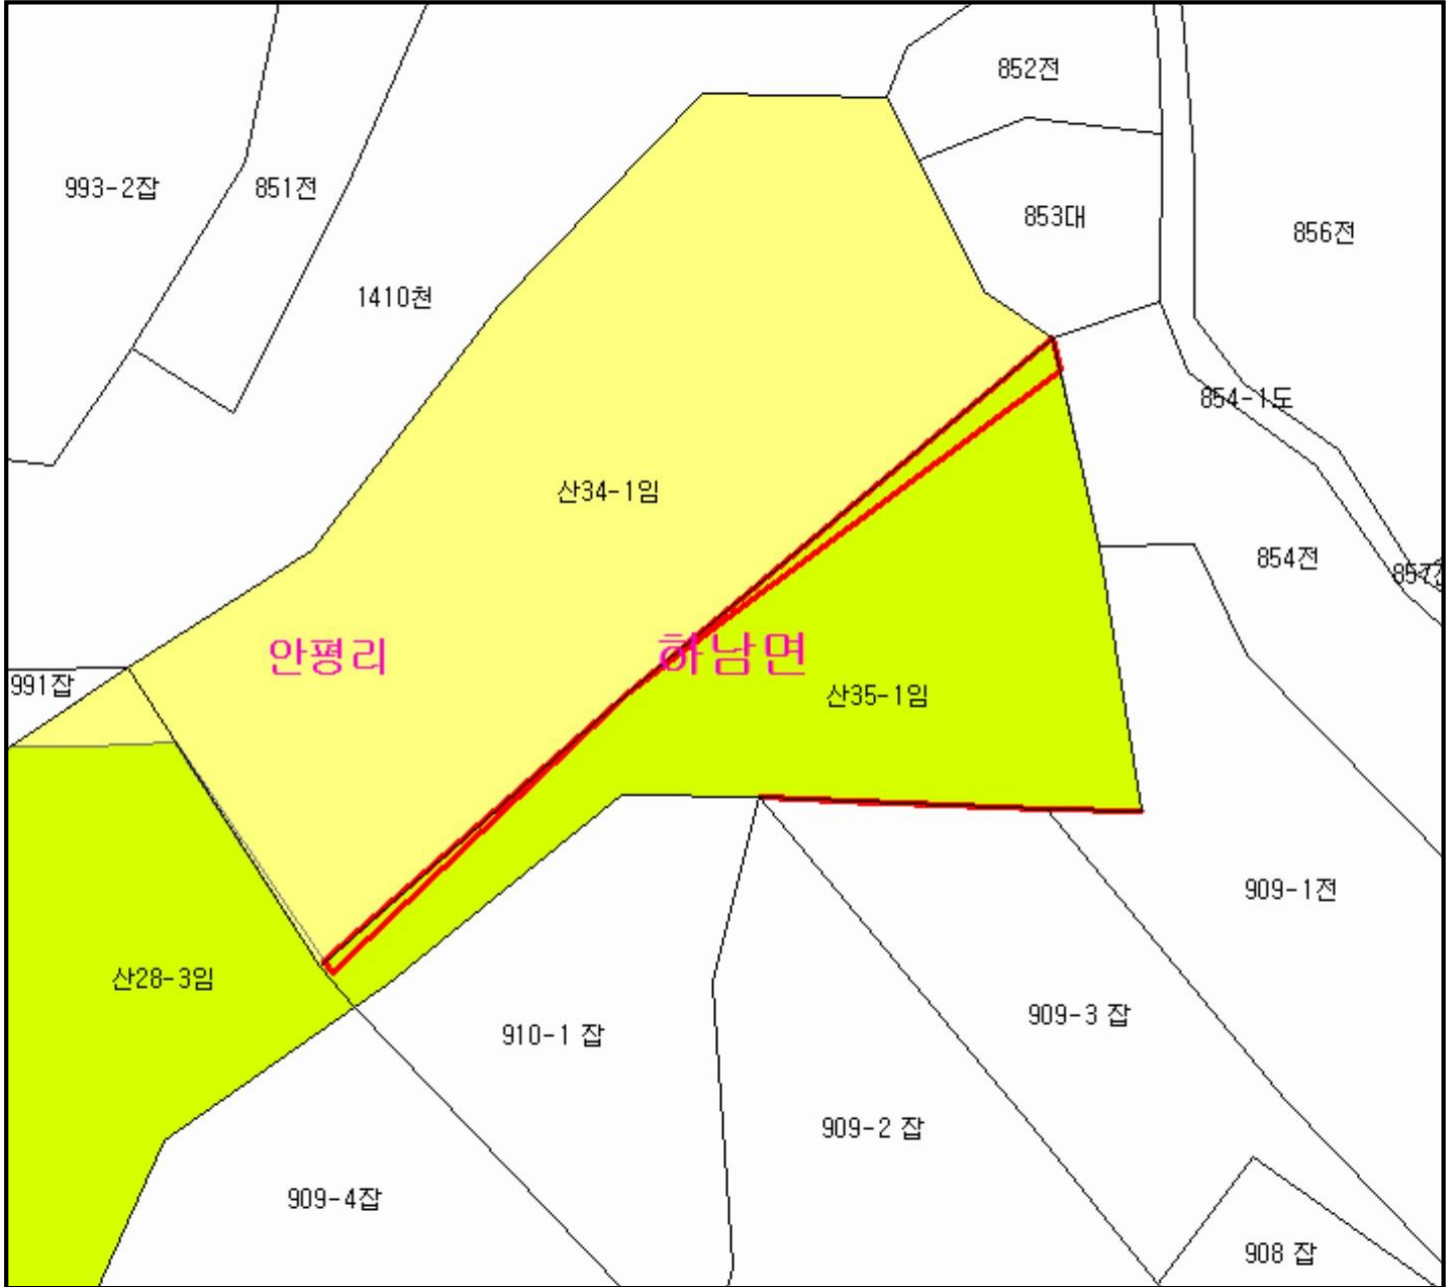 852전
993-2잡
851전
853대
856전
1410천
854-1도
산34-1임
854전
안평리
하남면
991잡
산35-1임
909-1전
산28-3임
909-3 잡
910-1 잡
909-2 잡
909-4잡
908 잡